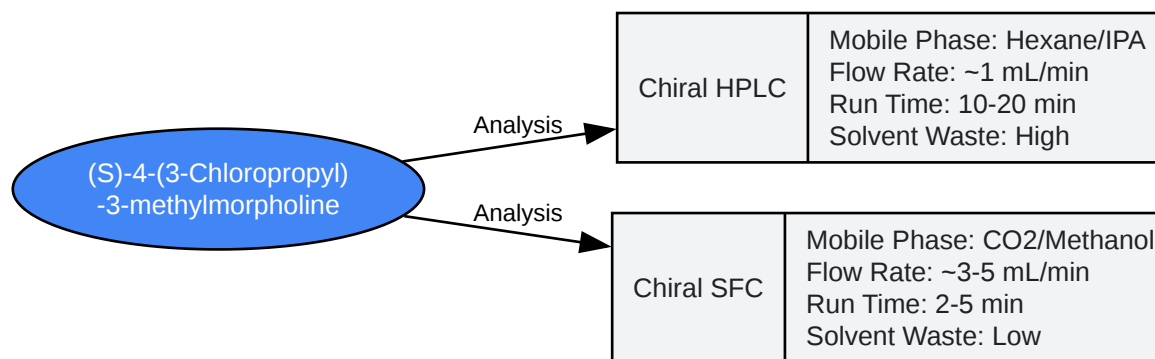 (S)-4-(3-Chloropropyl)
-3-methylmorpholine
Analysis
Analysis
Chiral HPLC
Mobile Phase: Hexane/IPA
Flow Rate: ~1 mL/min
Run Time: 10-20 min
Solvent Waste: High
Chiral SFC
Mobile Phase: CO2/Methanol
Flow Rate: ~3-5 mL/min
Run Time: 2-5 min
Solvent Waste: Low